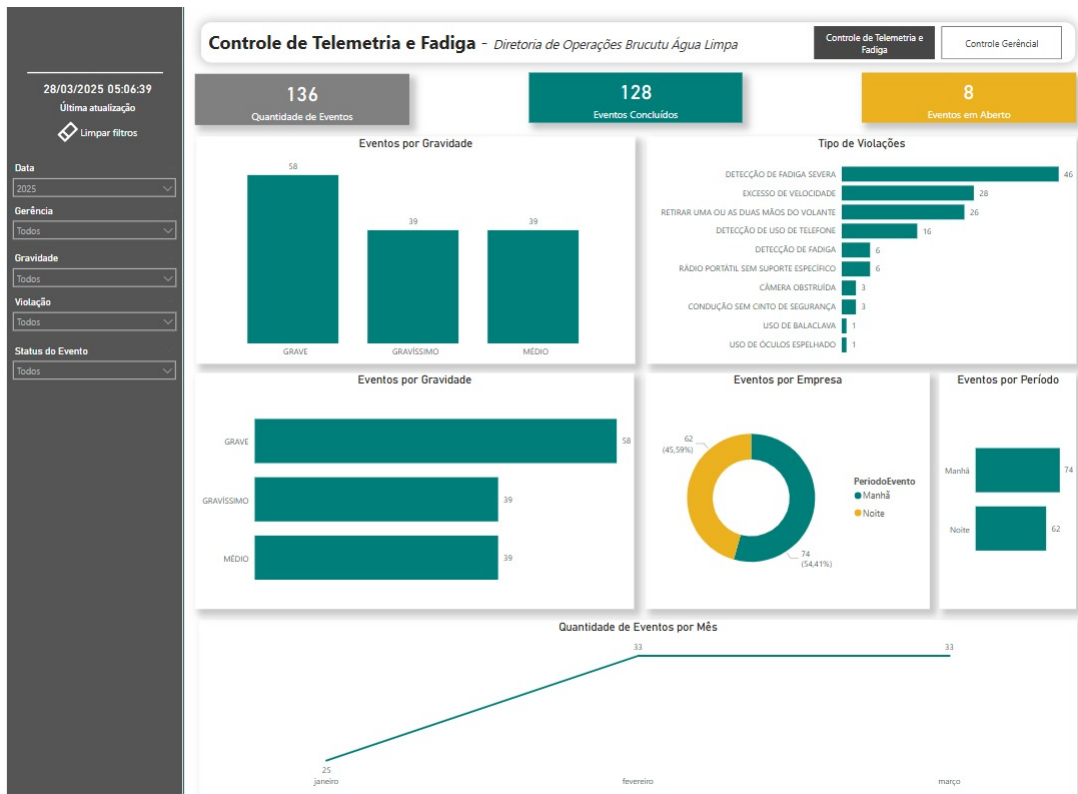 28/03/2025 05:06:39
Última atualização
Limpar filtros
Data
2025
Gerência
Todos
Gravidade
Todos
Violação
Todos
Status do Evento
Todos
Controle de Telemetria e Fadiga - Diretoria de Operações Brucutu Água Limpa
Controle de Telemetria e
Fadiga
Controle Gerêncial
136
Quantidade de Eventos
128
Eventos Concluídos
8
Eventos em Aberto
Eventos por Gravidade
58
39
39
GRAVE
GRAVÍSSIMO
MÉDIO
Tipo de Violações
DETECÇÃO DE FADIGA SEVERA 46
EXCESSO DE VELOCIDADE 28
RETIRAR UMA OU AS DUAS MÃOS DO VOLANTE 26
DETECÇÃO DE USO DE TELEFONE 16
DETECÇÃO DE FADIGA 6
RÁDIO PORTÁTIL SEM SUPORTE ESPECÍFICO 6
CÂMERA OBSTRUÍDA 3
CONDUÇÃO SEM CINTO DE SEGURANÇA 3
USO DE BALACLAVA 1
USO DE ÓCULOS ESPELHADO 1
Eventos por Gravidade
GRAVE 58
GRAVÍSSIMO 39
MÉDIO 39
Eventos por Empresa
62
(45,59%)
74
(54,41%)
PeriodoEvento
Manhã
Noite
Eventos por Período
Manhã 74
Noite 62
Quantidade de Eventos por Mês
25
33
33
janeiro
fevereiro
março